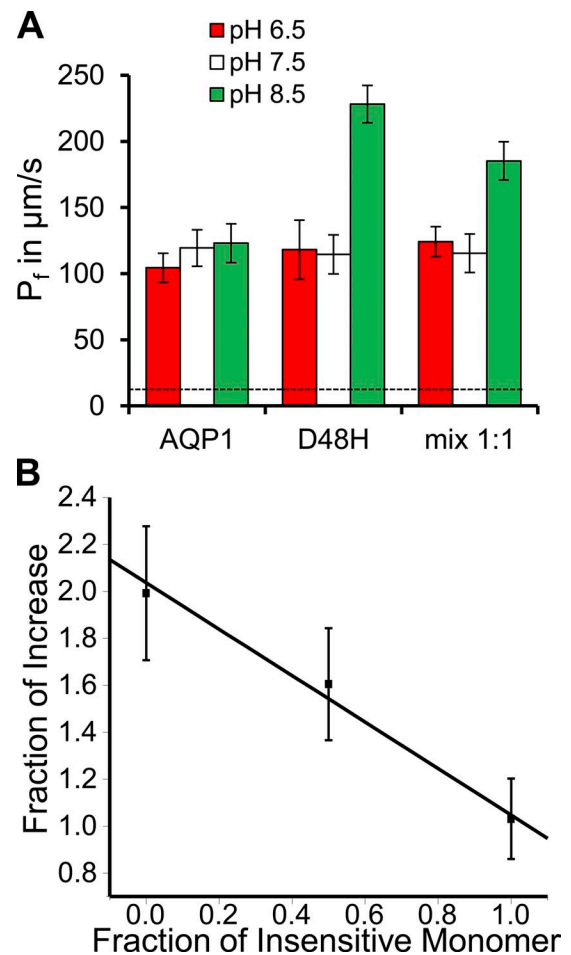 A
pH 6.5
pH 7.5
pH 8.5
250
200
150
100
50
0
P_f in µm/s
AQP1 D48H mix 1:1
B
2.4
2.2
2.0
1.8
1.6
1.4
1.2
1.0
0.8
Fraction of Increase
0.0 0.2 0.4 0.6 0.8 1.0
Fraction of Insensitive Monomer